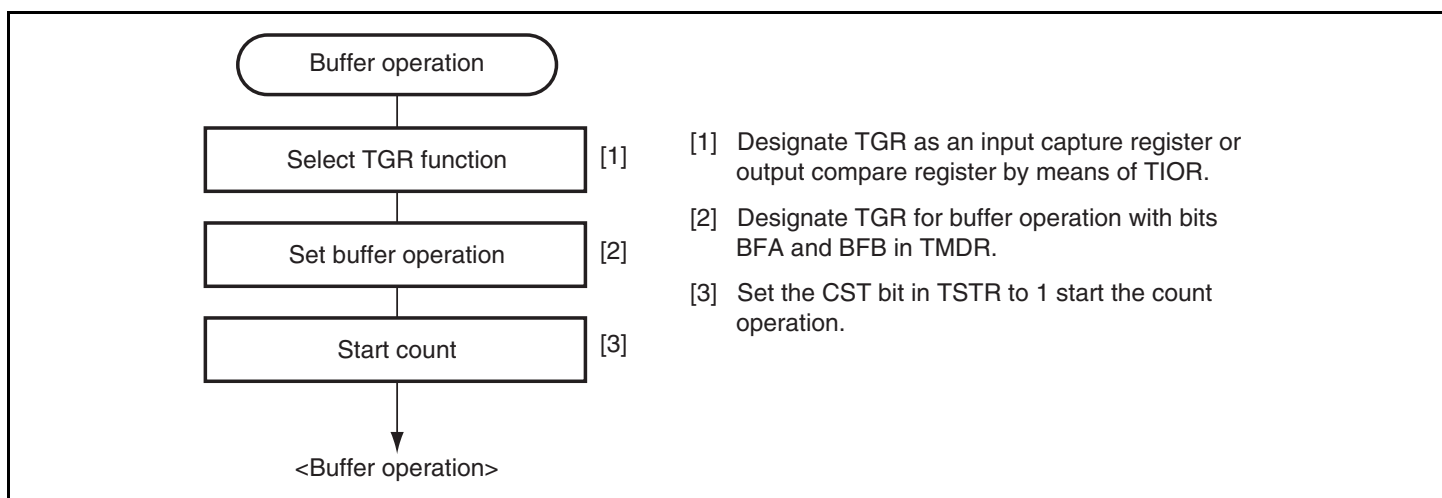 Buffer operation
Select TGR function
[1]
Set buffer operation
[2]
Start count
[3]
<Buffer operation>
[1] Designate TGR as an input capture register or
output compare register by means of TIOR.
[2] Designate TGR for buffer operation with bits
BFA and BFB in TMDR.
[3] Set the CST bit in TSTR to 1 start the count
operation.